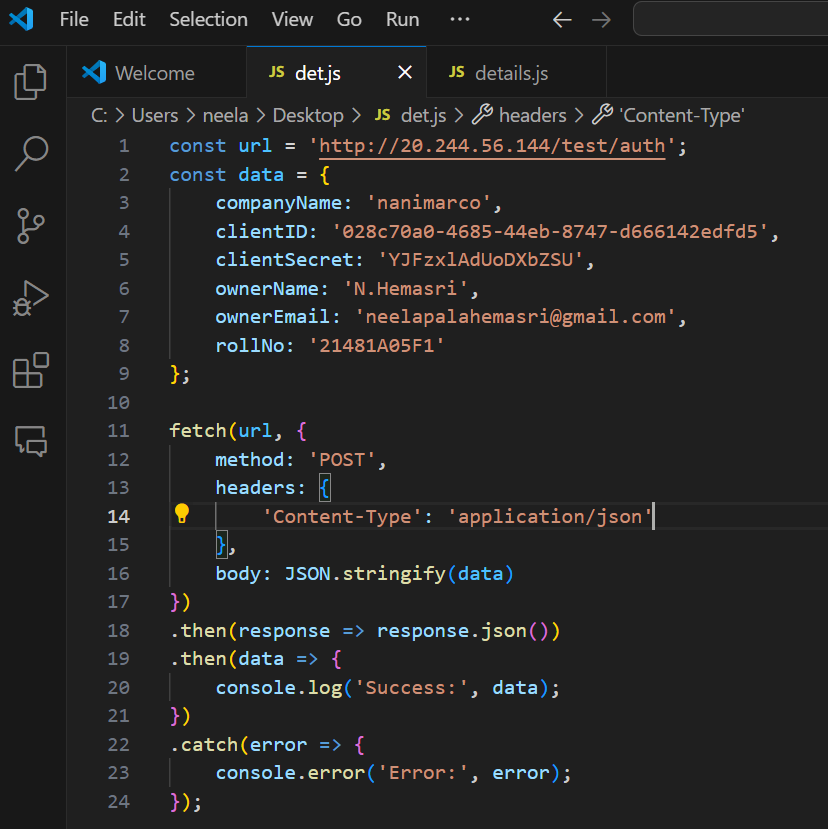 File Edit Selection View Go Run ···
Welcome JS det.js JS details.js
C: > Users > neela > Desktop > JS det.js > headers > 'Content-Type'
1 const url = 'http://20.244.56.144/test/auth';
2 const data = {
3     companyName: 'nanimarco',
4     clientID: '028c70a0-4685-44eb-8747-d666142edfd5',
5     clientSecret: 'YJFzxlAdUoDXbZSU',
6     ownerName: 'N.Hemasri',
7     ownerEmail: 'neelapalahemasri@gmail.com',
8     rollNo: '21481A05F1'
9 };
10
11 fetch(url, {
12     method: 'POST',
13     headers: {
14         'Content-Type': 'application/json'
15     },
16     body: JSON.stringify(data)
17 })
18 .then(response => response.json())
19 .then(data => {
20     console.log('Success:', data);
21 })
22 .catch(error => {
23     console.error('Error:', error);
24 });